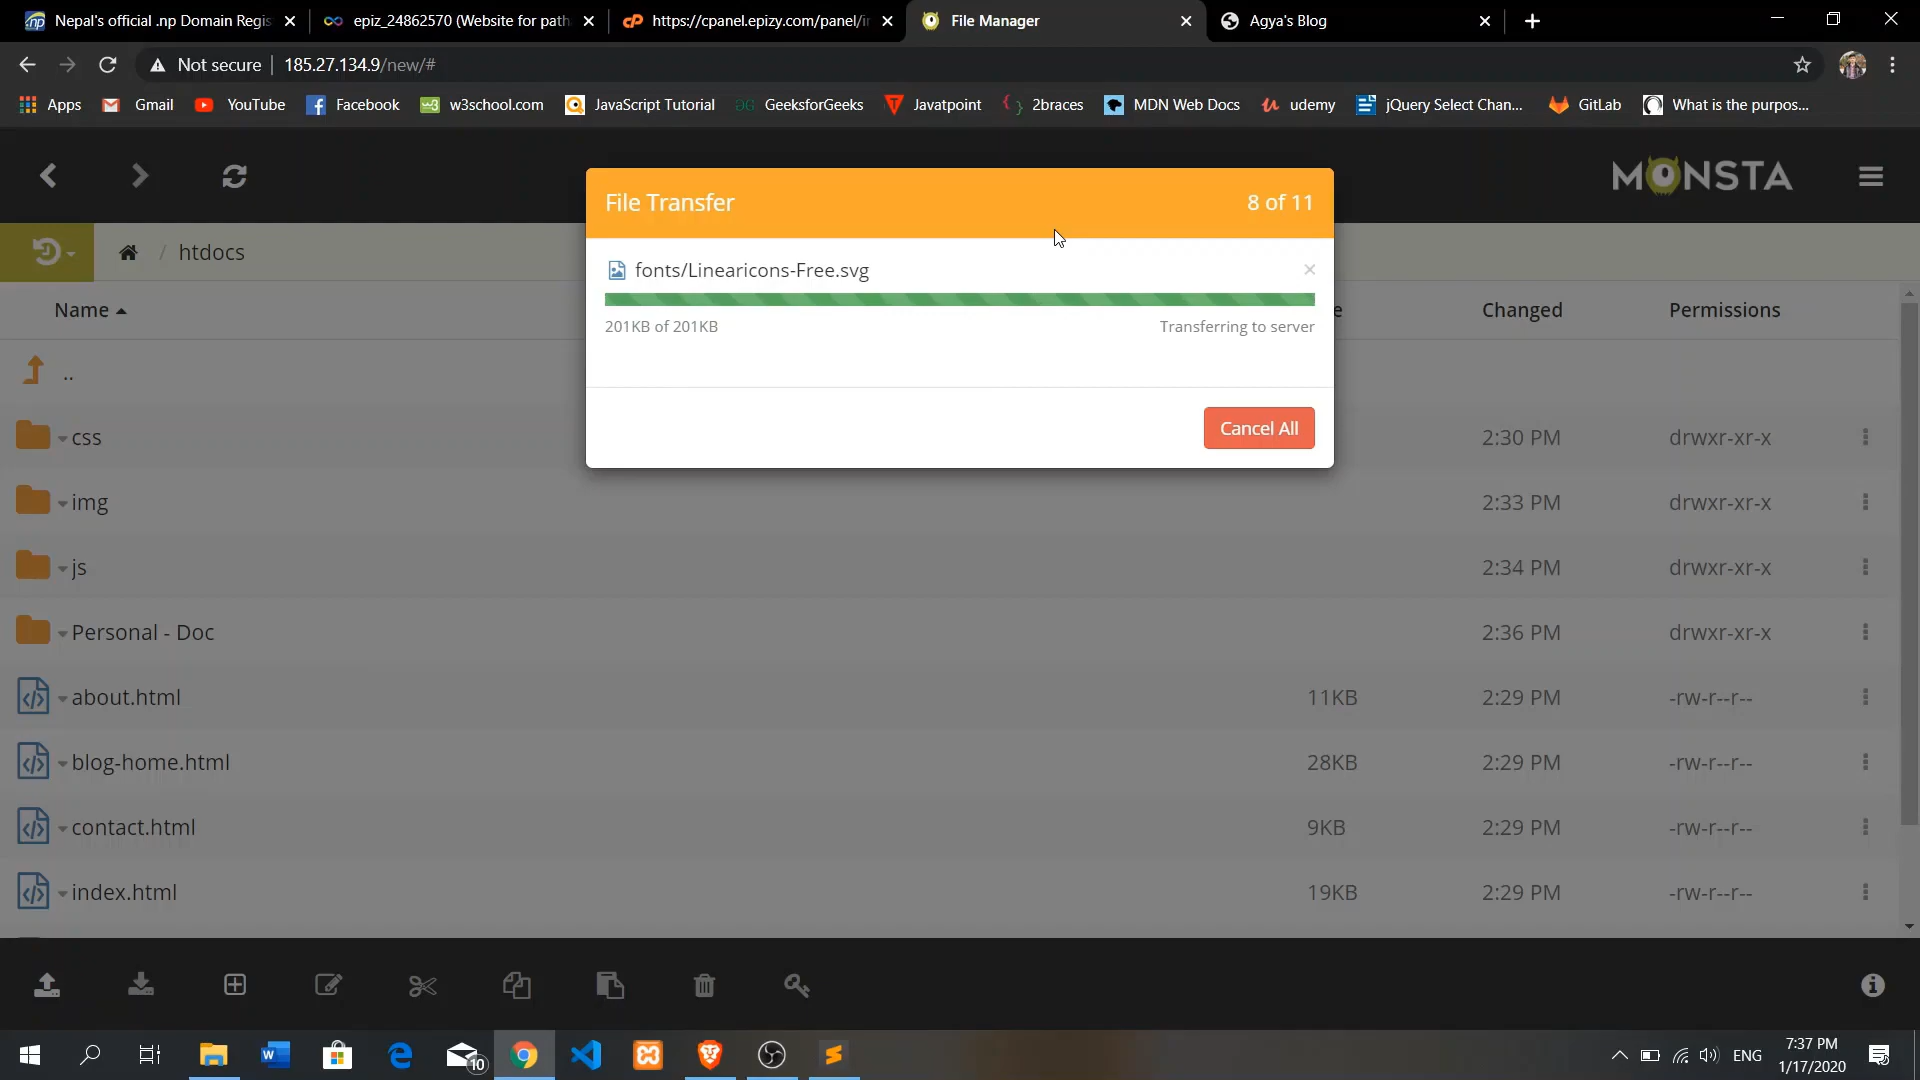 Nepal's official .np Domain Regis
epiz_24862570 (Website for path
https://cpanel.epizy.com/panel/in
File Manager
Agya's Blog
Not secure
185.27.134.9/new/#
Apps
Gmail
YouTube
Facebook
w3school.com
JavaScript Tutorial
GeeksforGeeks
Javatpoint
2braces
MDN Web Docs
udemy
jQuery Select Chan...
GitLab
What is the purpos...
MONSTA
File Transfer 8 of 11
/ htdocs
fonts/Linearicons-Free.svg
201KB of 201KB Transferring to server
Cancel All
Name e Changed Permissions
..
css 2:30 PM drwxr-xr-x
img 2:33 PM drwxr-xr-x
js 2:34 PM drwxr-xr-x
Personal - Doc 2:36 PM drwxr-xr-x
about.html 11KB 2:29 PM -rw-r--r--
blog-home.html 28KB 2:29 PM -rw-r--r--
contact.html 9KB 2:29 PM -rw-r--r--
index.html 19KB 2:29 PM -rw-r--r--
10
ENG
7:37 PM
1/17/2020